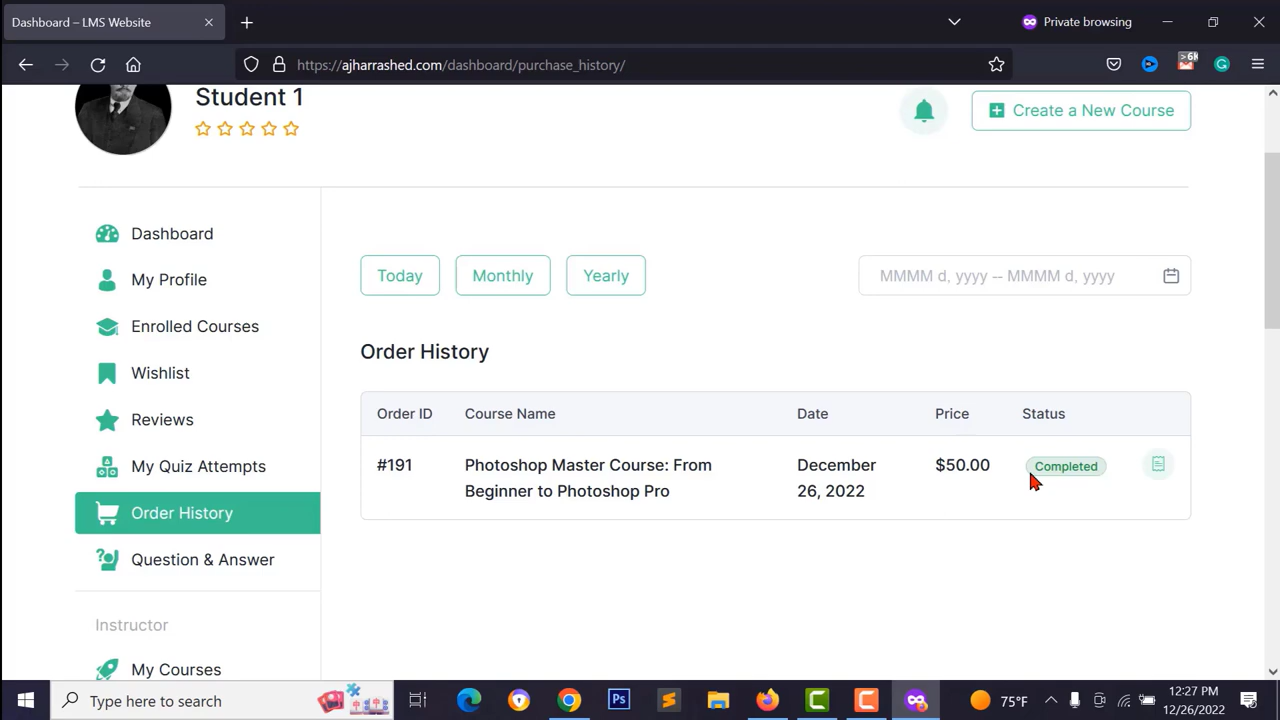 Dashboard – LMS Website
Private browsing
https://ajharrashed.com/dashboard/purchase_history/
>6K
Student 1
Create a New Course
Dashboard
My Profile
Enrolled Courses
Wishlist
Reviews
My Quiz Attempts
Order History
Question & Answer
Instructor
My Courses
Today
Monthly
Yearly
MMMM d, yyyy -- MMMM d, yyyy
Order History
Order ID
Course Name
Date
Price
Status
#191
Photoshop Master Course: From
Beginner to Photoshop Pro
December
26, 2022
$50.00
Completed
Type here to search
Ps
75°F
12:27 PM
12/26/2022